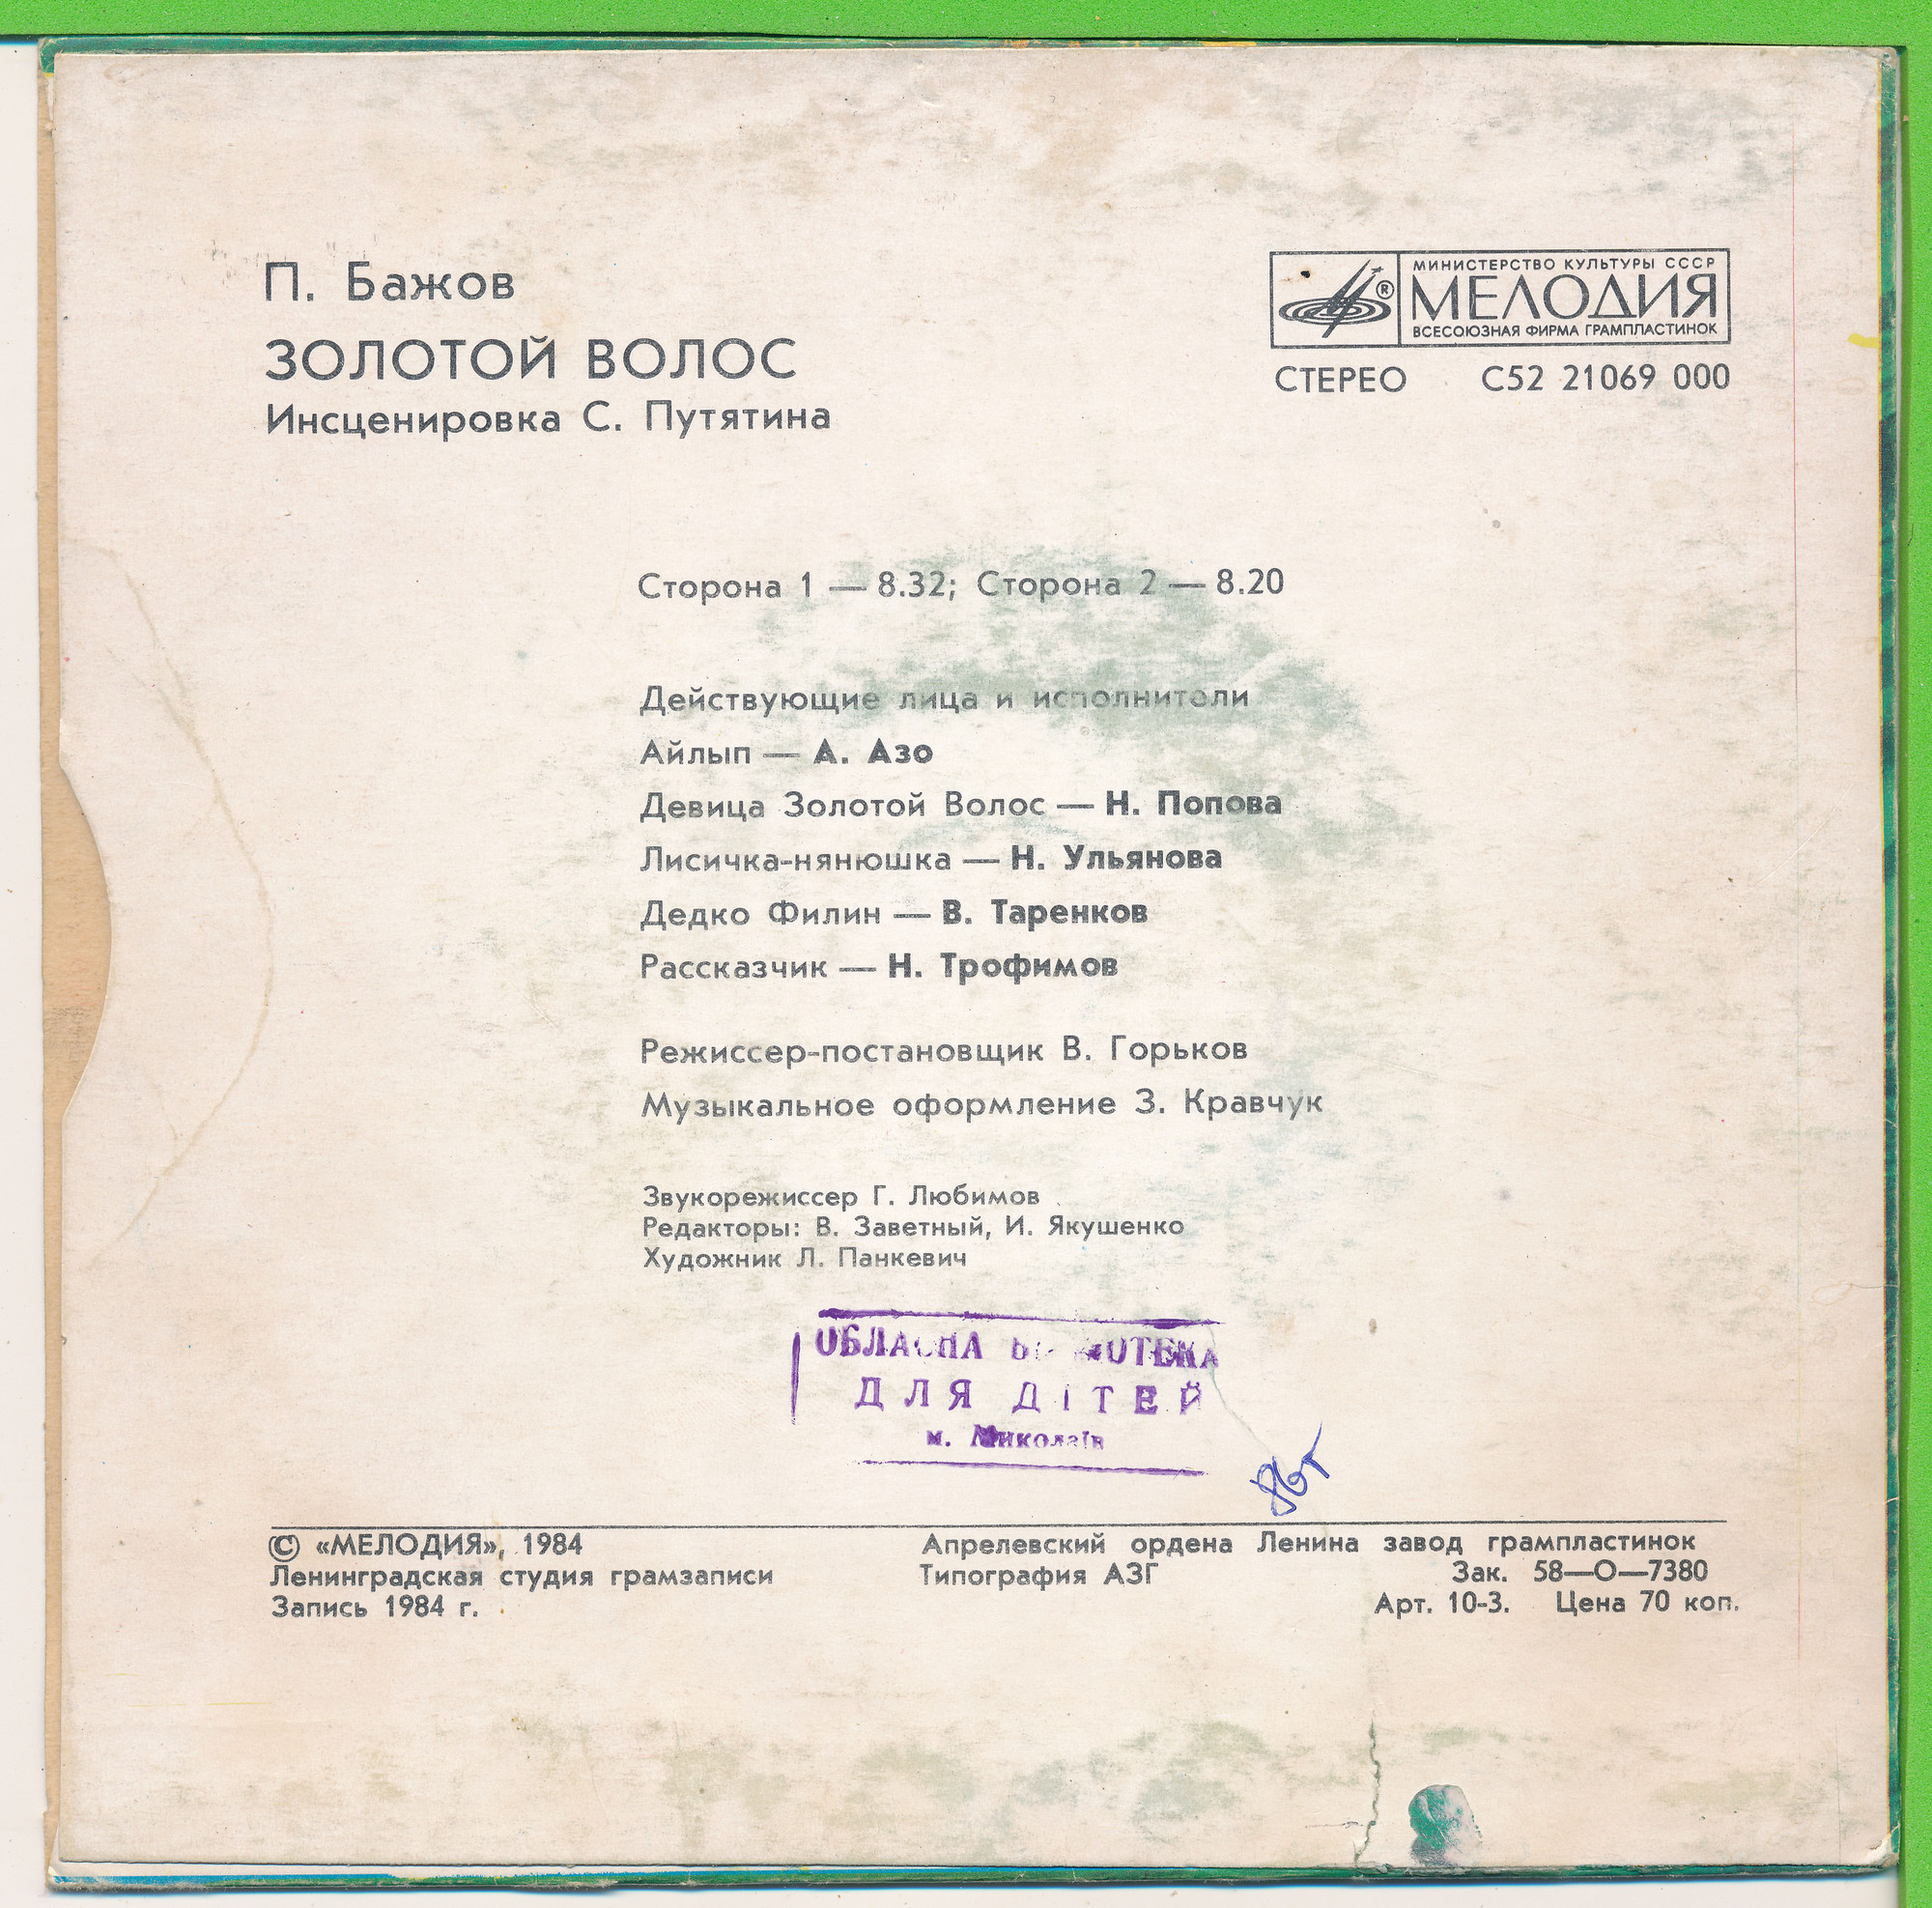 П. Бажов
ЗОЛОТОЙ ВОЛОС
Инсценировка С. Путятина
МИНИСТЕРСТВО КУЛЬТУРЫ СССР
МЕЛОДИЯ
ВСЕСОЮЗНАЯ ФИРМА ГРАМПЛАСТИНОК
СТЕРЕО С52 21069 000
Сторона 1 — 8.32; Сторона 2 — 8.20
Действующие лица и исполнители
Айлып — А. Азо
Девица Золотой Волос — Н. Попова
Лисичка-нянюшка — Н. Ульянова
Дедко Филин — В. Таренков
Рассказчик — Н. Трофимов
Режиссер-постановщик В. Горьков
Музыкальное оформление З. Кравчук
Звукорежиссер Г. Любимов
Редакторы: В. Заветный, И. Якушенко
Художник Л. Панкевич
ОБЛАСНА БІБЛІОТЕКА
ДЛЯ ДІТЕЙ
м. Миколаїв
© «МЕЛОДИЯ», 1984
Ленинградская студия грамзаписи
Запись 1984 г.
Апрелевский ордена Ленина завод грампластинок
Типография АЗГ Зак. 58—О—7380
Арт. 10-3. Цена 70 коп.